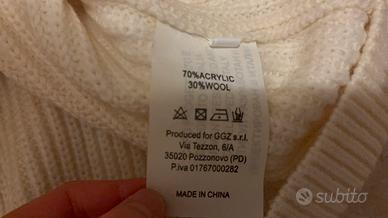 70%ACRYLIC
30%WOOL
Produced for GGZ s.r.l.
Via Tezzon, 6/A
35020 Pozzonovo (PD)
P.iva 01767000282
MADE IN CHINA
subito